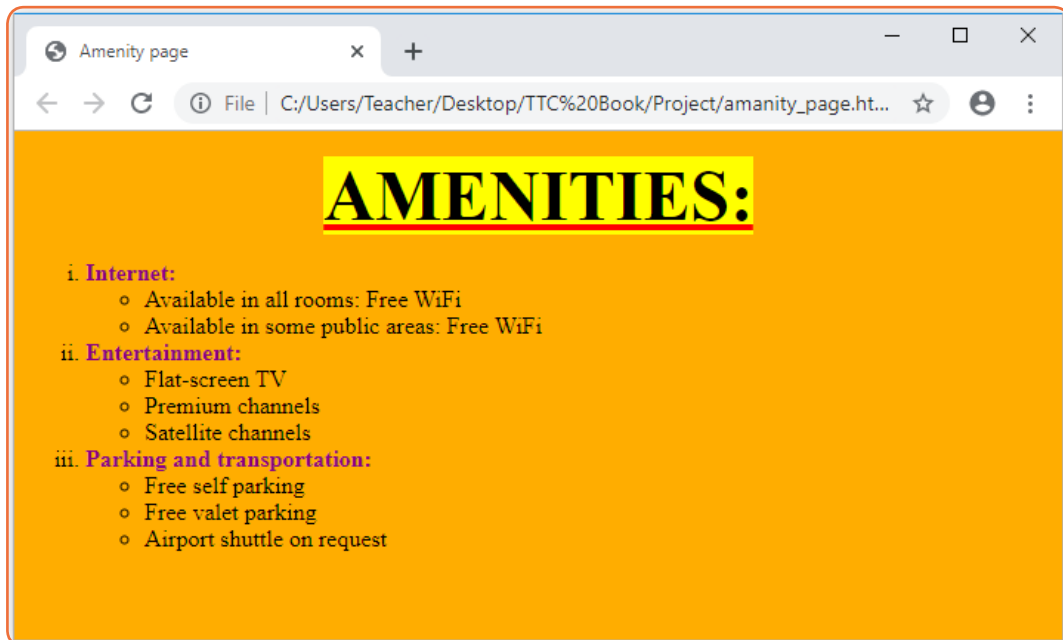 Amenity page
File | C:/Users/Teacher/Desktop/TTC%20Book/Project/amanity_page.ht...
AMENITIES:
i. Internet:
Available in all rooms: Free WiFi
Available in some public areas: Free WiFi
ii. Entertainment:
Flat-screen TV
Premium channels
Satellite channels
iii. Parking and transportation:
Free self parking
Free valet parking
Airport shuttle on request